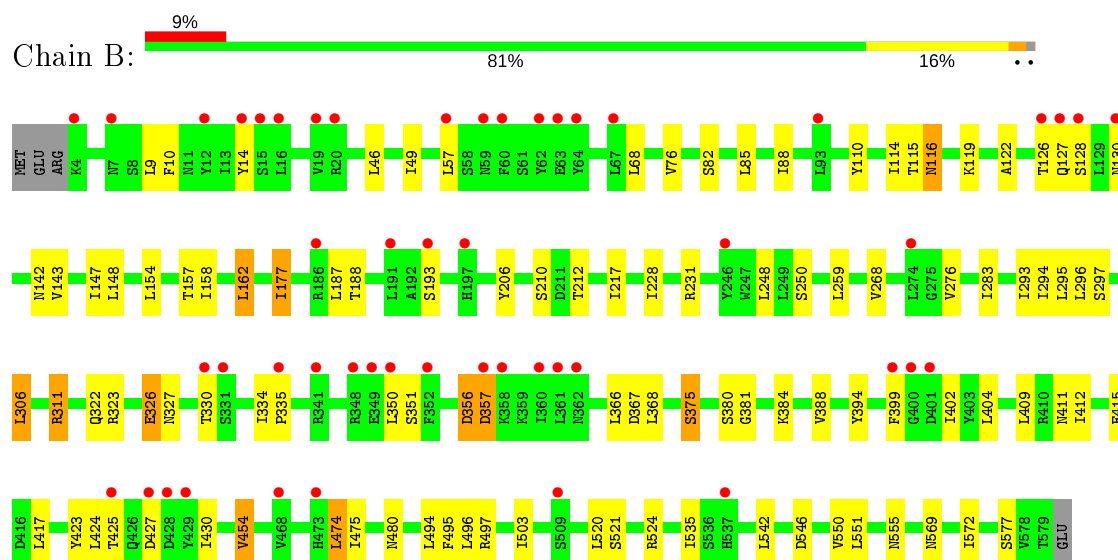 9%
Chain B:
81% 16% • •
MET GLU ARG K4 N7 S8 L9 F10 N11 Y12 I13 Y14 S15 L16 V19 R20 L46 I49 L57 S58 N59 F60 S61 Y62 E63 Y64 L67 L68 V76 S82 L85 I88 L93 Y110 I114 T115 N116 K119 A122 T126 Q127 S128 L129 N130
N142 V143 I147 L148 L154 T157 I158 L162 I177 R186 L187 T188 L191 A192 S193 H197 Y206 S210 D211 T212 I217 I228 R231 Y246 W247 L248 L249 S250 L259 V268 L274 G275 V276 I283 I293 I294 L295 L296 S297
L306 R311 Q322 R323 E326 N327 T330 S331 I334 P335 R341 R348 E349 L350 S351 F352 D356 D357 K358 K359 I360 L361 N362 L366 D367 L368 S375 S380 G381 K384 V388 Y394 F399 G400 D401 I402 Y403 L404 L409 R410 N411 I412
D416 L417 Y423 L424 T425 Q426 D427 D428 Y429 I430 V454 V468 H473 L474 I475 N480 L494 F495 L496 R497 I503 S509 L520 S521 R524 I535 S536 H537 L542 D546 V550 L551 N555 N569 I572 S577 V578 T579 GLU